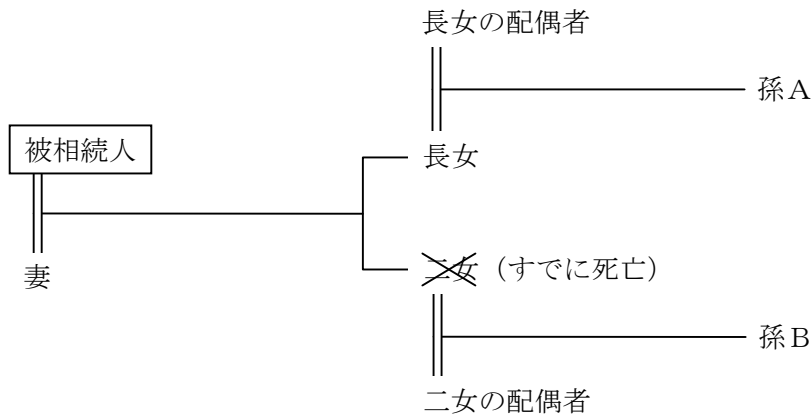 長女の配偶者
孫A
被相続人
長女
妻
二女（すでに死亡）
孫B
二女の配偶者